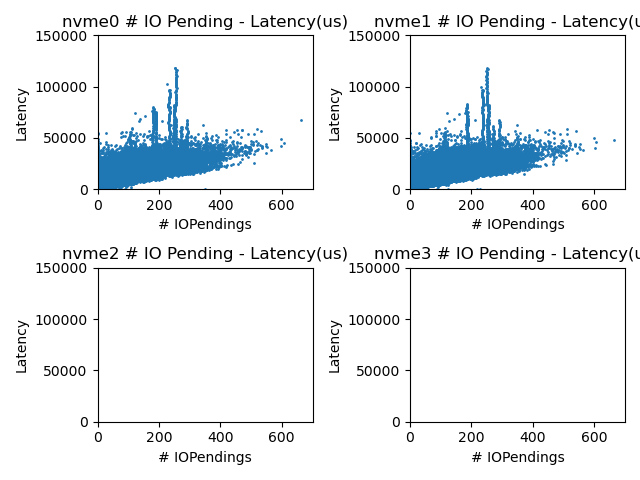 nvme0 # IO Pending - Latency(us)
150000
100000
50000
0
Latency
0 200 400 600
# IOPendings
nvme1 # IO Pending - Latency(u
150000
100000
50000
0
Latency
0 200 400 600
# IOPendings
nvme2 # IO Pending - Latency(us)
150000
100000
50000
0
Latency
0 200 400 600
# IOPendings
nvme3 # IO Pending - Latency(u
150000
100000
50000
0
Latency
0 200 400 600
# IOPendings